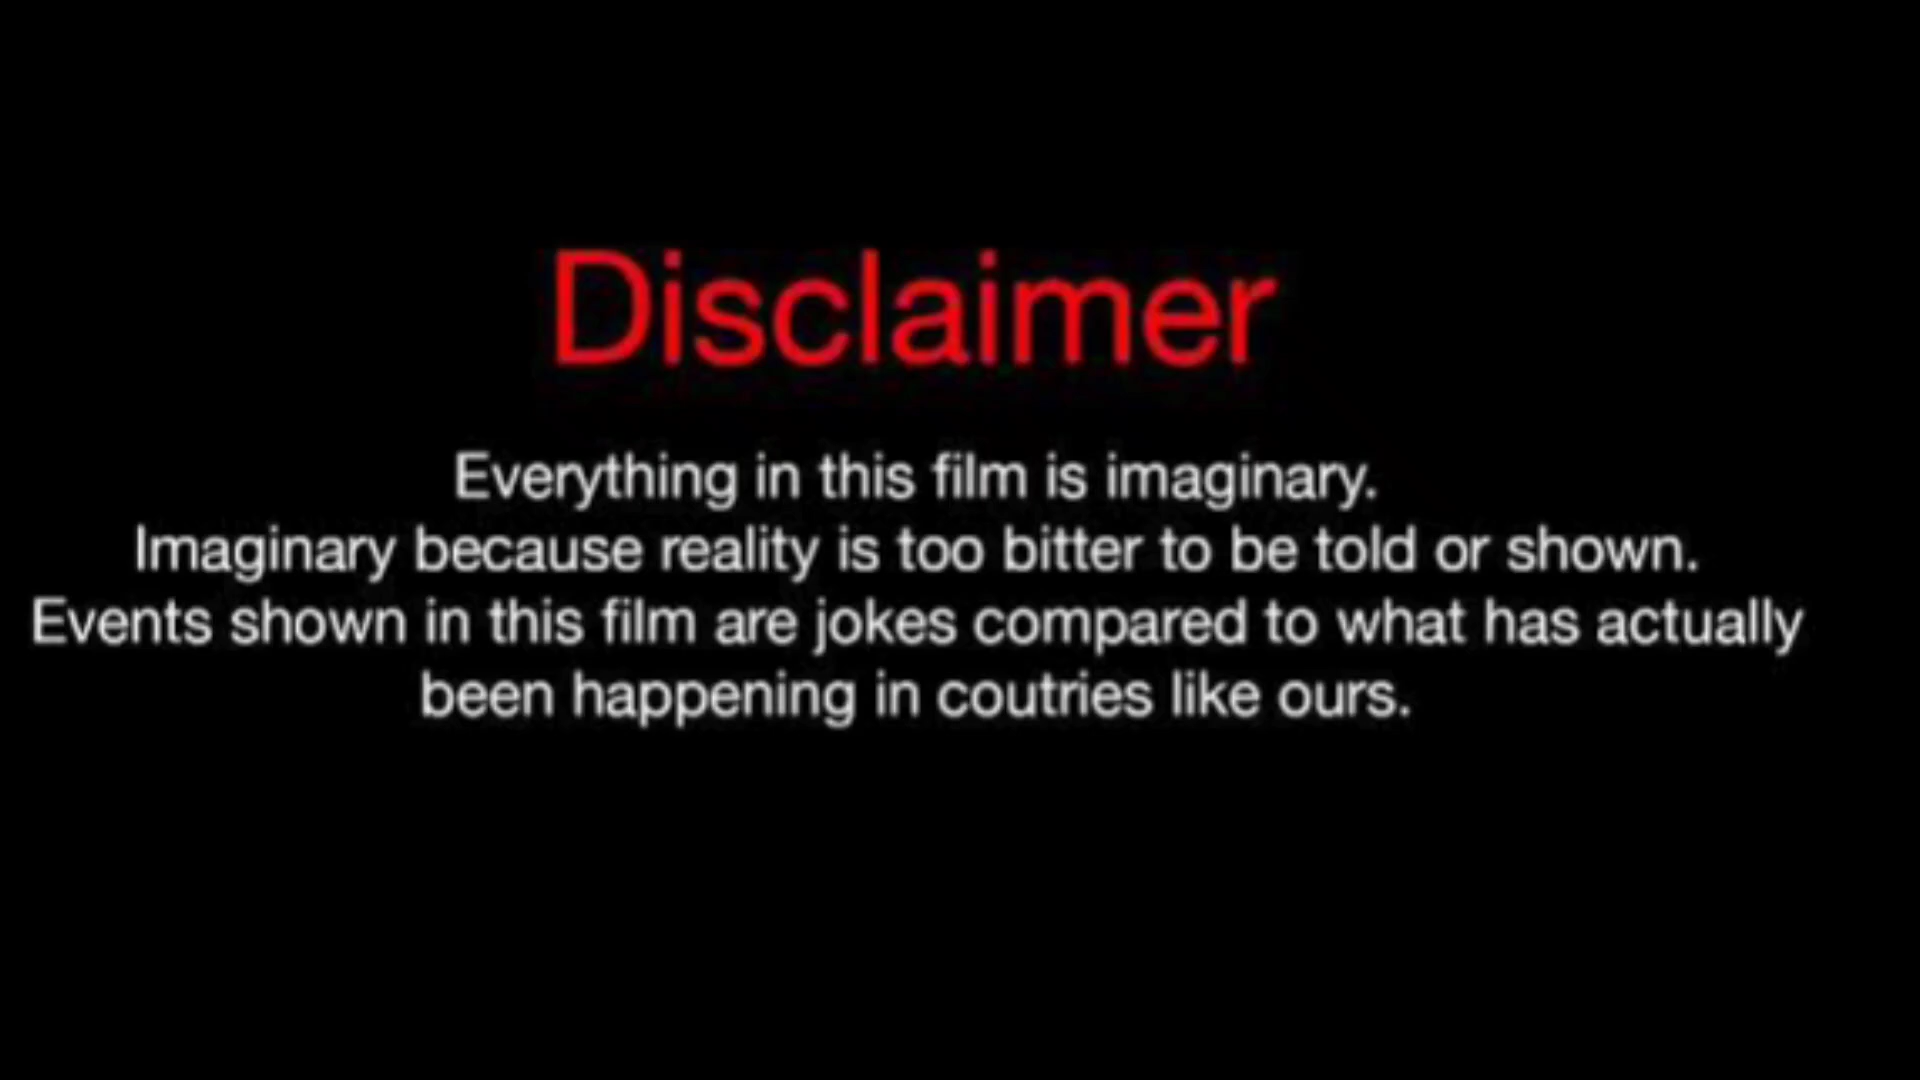 Disclaimer
Everything in this film is imaginary.
Imaginary because reality is too bitter to be told or shown.
Events shown in this film are jokes compared to what has actually
been happening in coutries like ours.